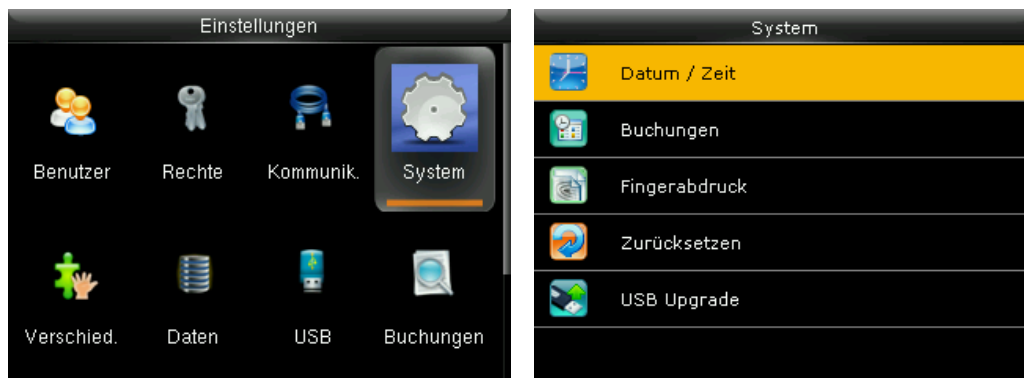 Einstellungen
Benutzer
Rechte
Kommunik.
System
Verschied.
Daten
USB
Buchungen
System
Datum / Zeit
Buchungen
Fingerabdruck
Zurücksetzen
USB Upgrade